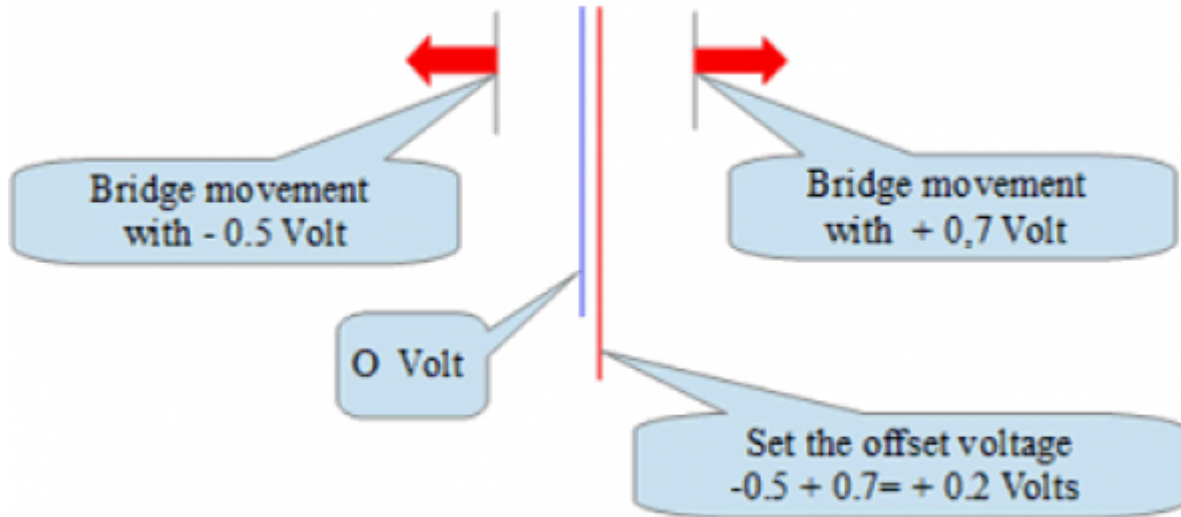 Bridge movement
with - 0.5 Volt
Bridge movement
with + 0,7 Volt
O Volt
Set the offset voltage
-0.5 + 0.7= + 0.2 Volts